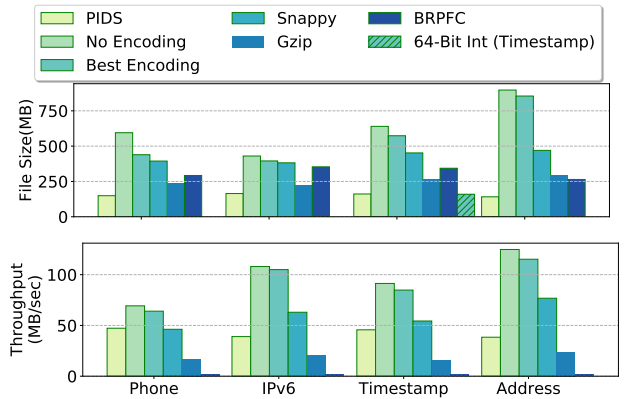 PIDS
No Encoding
Best Encoding
Snappy
Gzip
BRPFC
64-Bit Int (Timestamp)
File Size(MB)
750
500
250
0
Throughput
(MB/sec)
100
50
0
Phone IPv6 Timestamp Address